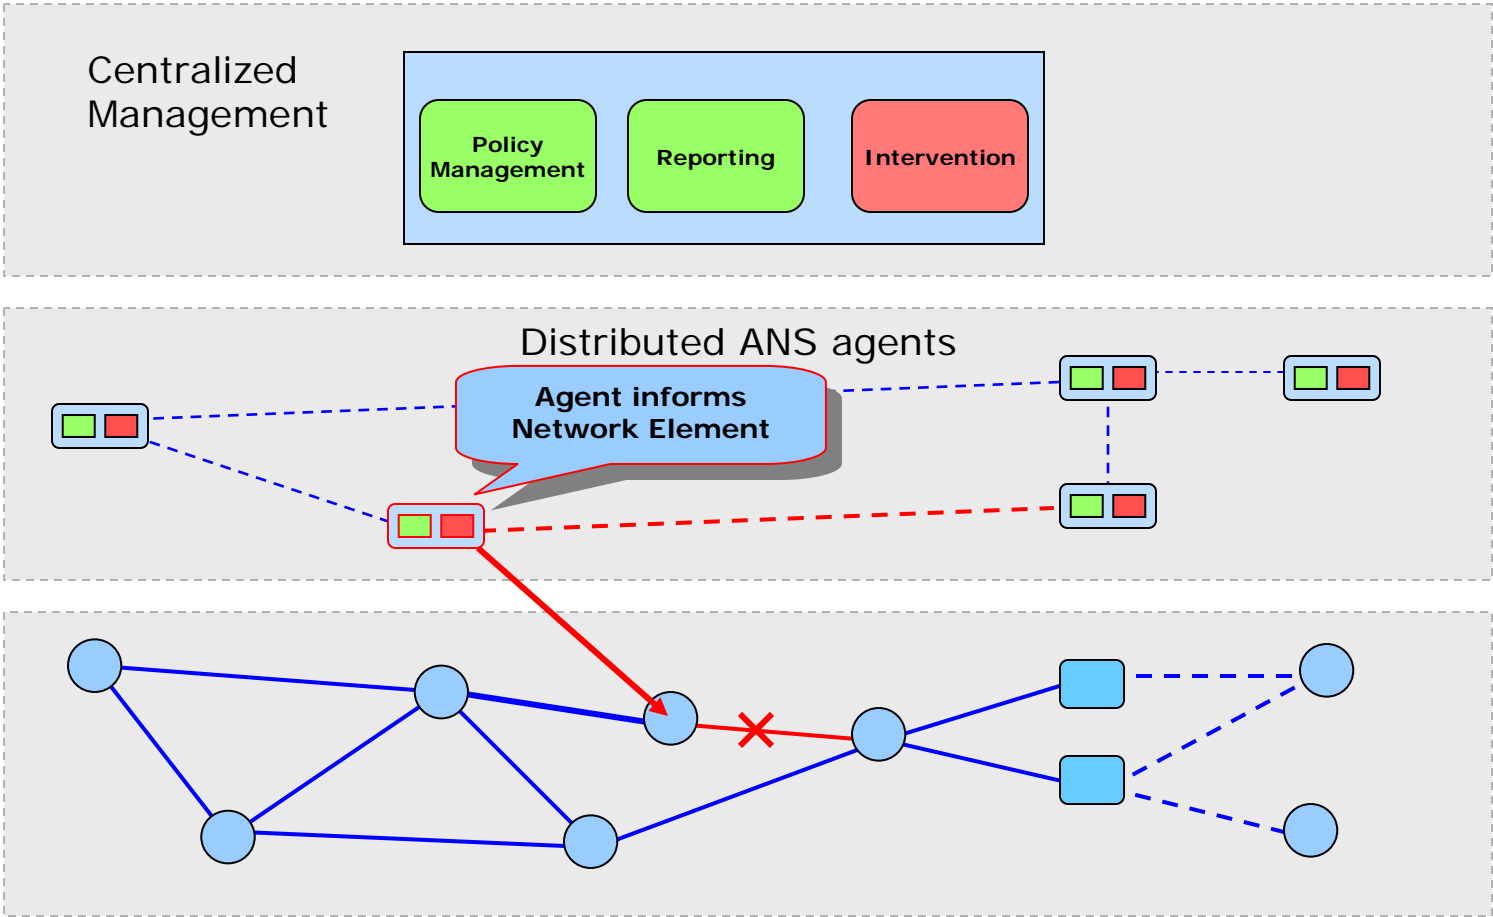 Centralized
Management
Policy
Management
Reporting
Intervention
Distributed ANS agents
Agent informs
Network Element